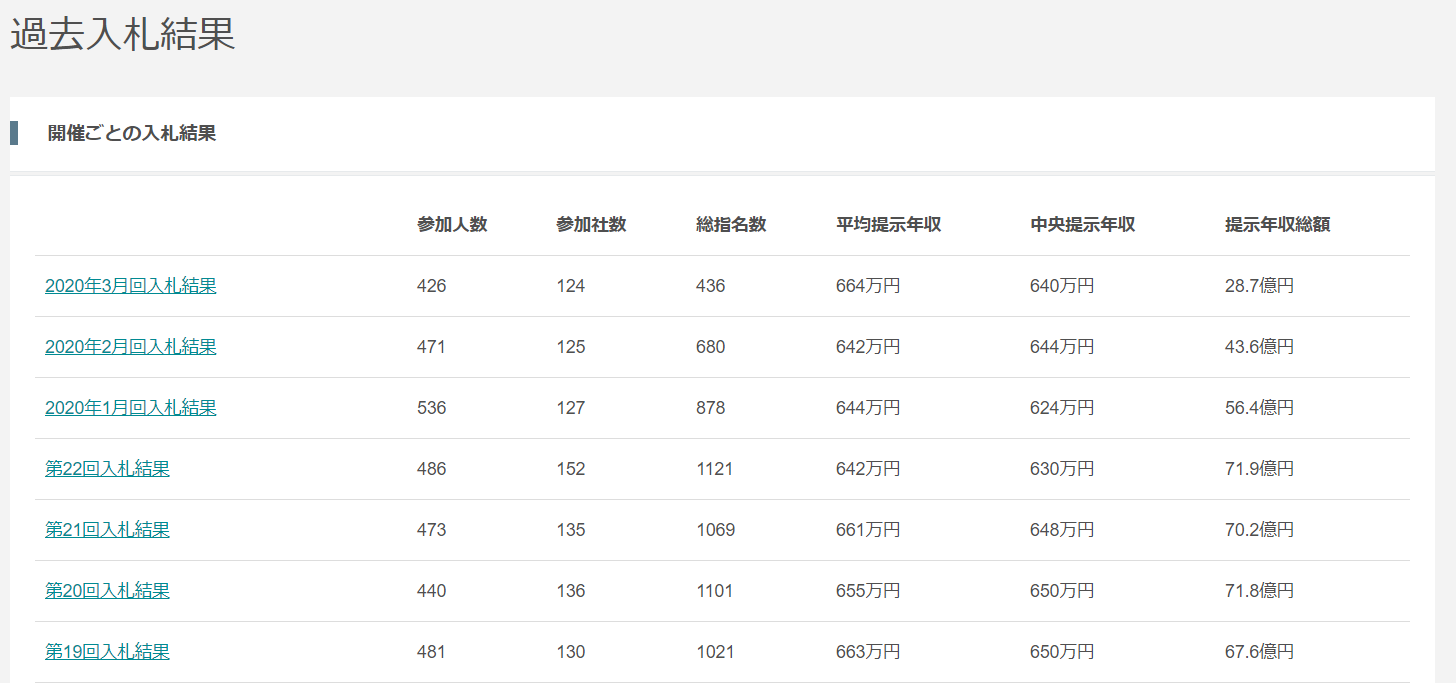 過去入札結果
開催ごとの入札結果
参加人数 参加社数 総指名数 平均提示年収 中央提示年収 提示年収総額
2020年3月回入札結果 426 124 436 664万円 640万円 28.7億円
2020年2月回入札結果 471 125 680 642万円 644万円 43.6億円
2020年1月回入札結果 536 127 878 644万円 624万円 56.4億円
第22回入札結果 486 152 1121 642万円 630万円 71.9億円
第21回入札結果 473 135 1069 661万円 648万円 70.2億円
第20回入札結果 440 136 1101 655万円 650万円 71.8億円
第19回入札結果 481 130 1021 663万円 650万円 67.6億円